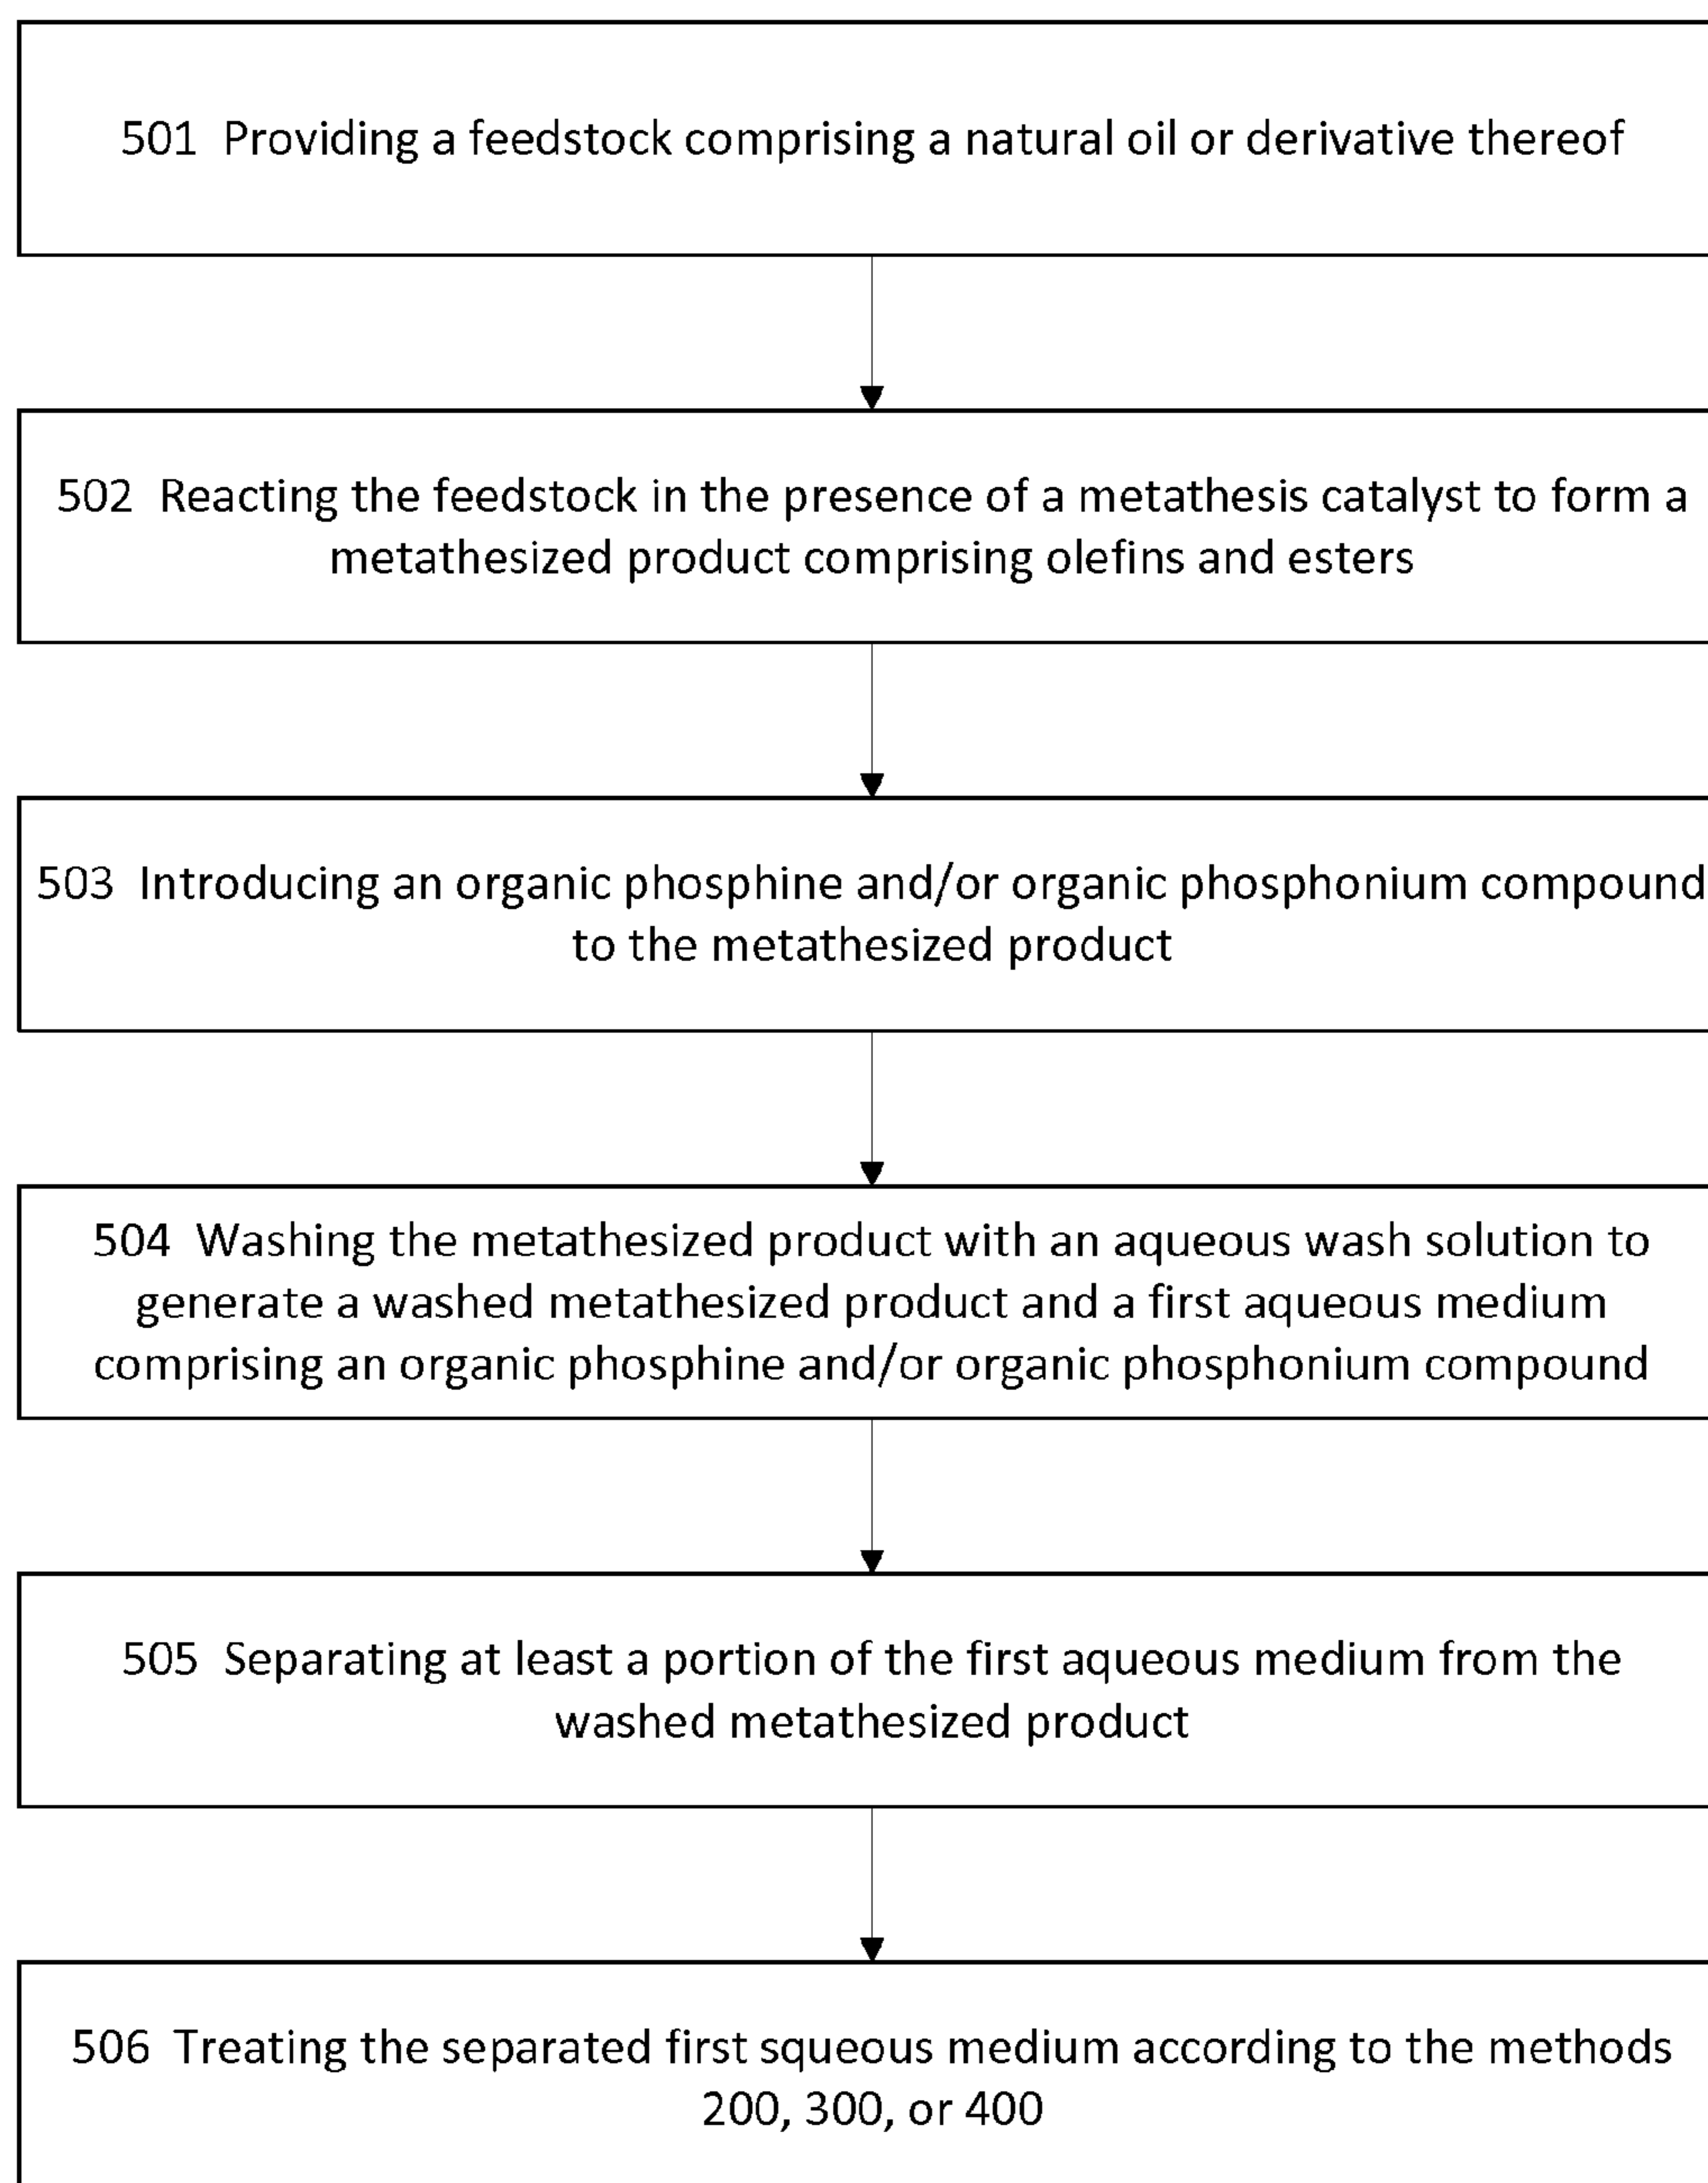 501 Providing a feedstock comprising a natural oil or derivative thereof
502 Reacting the feedstock in the presence of a metathesis catalyst to form a
metathesized product comprising olefins and esters
503 Introducing an organic phosphine and/or organic phosphonium compound
to the metathesized product
504 Washing the metathesized product with an aqueous wash solution to
generate a washed metathesized product and a first aqueous medium
comprising an organic phosphine and/or organic phosphonium compound
505 Separating at least a portion of the first aqueous medium from the
washed metathesized product
506 Treating the separated first squeous medium according to the methods
200, 300, or 400